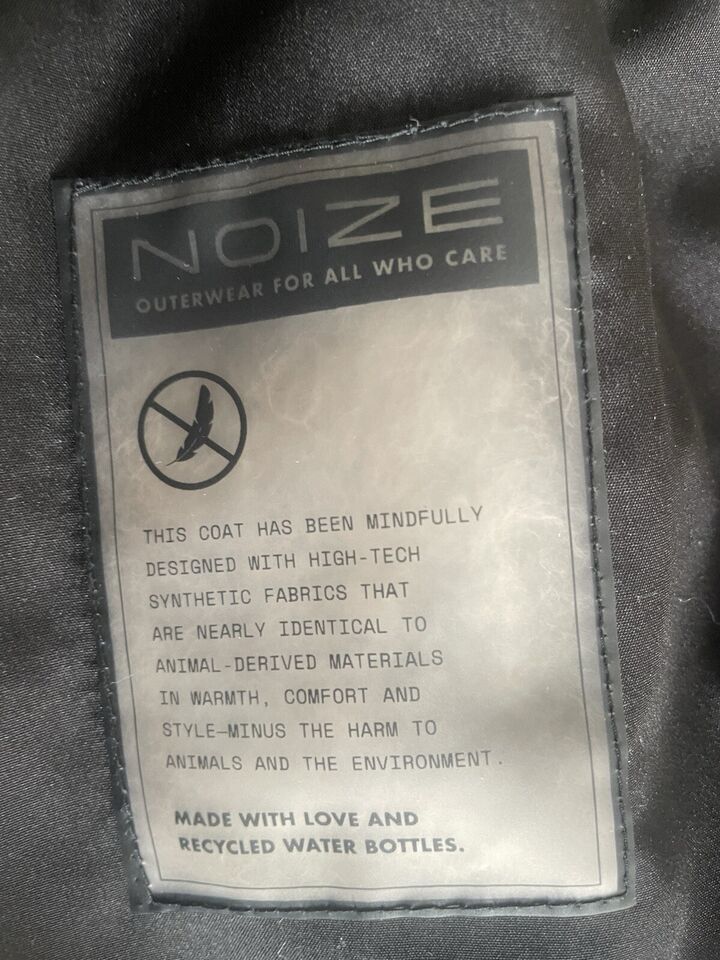 NOIZE
OUTERWEAR FOR ALL WHO CARE
THIS COAT HAS BEEN MINDFULLY
DESIGNED WITH HIGH-TECH
SYNTHETIC FABRICS THAT
ARE NEARLY IDENTICAL TO
ANIMAL-DERIVED MATERIALS
IN WARMTH, COMFORT AND
STYLE—MINUS THE HARM TO
ANIMALS AND THE ENVIRONMENT.
MADE WITH LOVE AND
RECYCLED WATER BOTTLES.